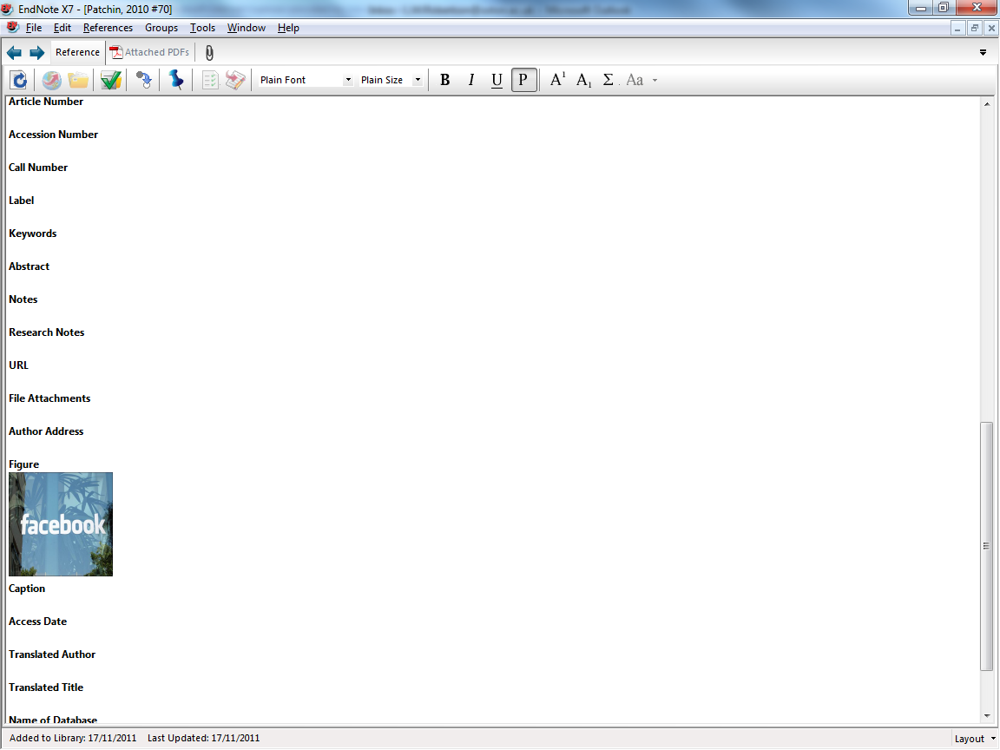 EndNote X7 - [Patchin, 2010 #70]
File Edit References Groups Tools Window Help
Reference Attached PDFs
Plain Font Plain Size B I U P A¹ A₁ Σ Aa
Article Number
Accession Number
Call Number
Label
Keywords
Abstract
Notes
Research Notes
URL
File Attachments
Author Address
Figure
facebook
Caption
Access Date
Translated Author
Translated Title
Name of Database
Added to Library: 17/11/2011 Last Updated: 17/11/2011
Layout